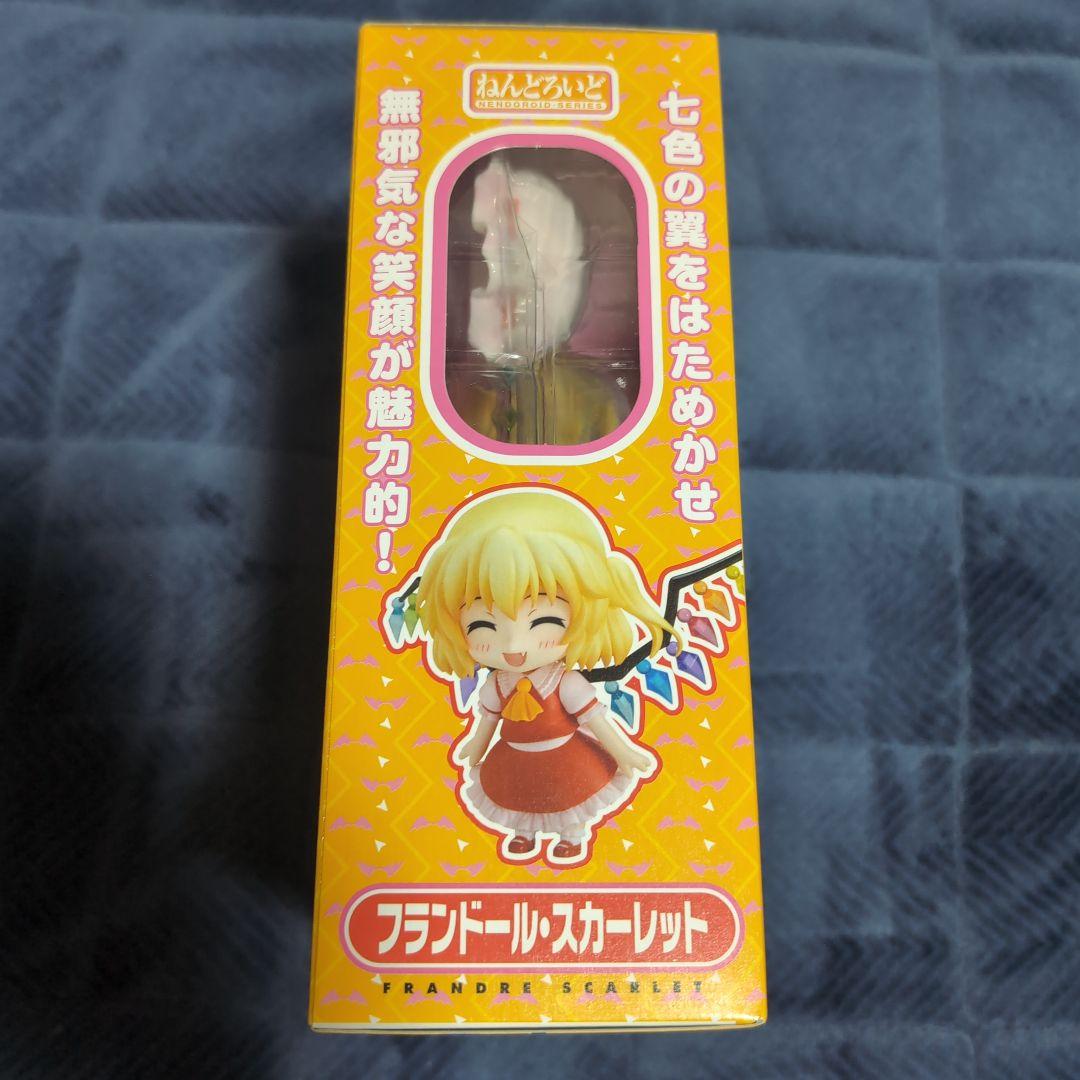 ねんどろいど
NENDOROID SERIES
七色の翼をはためかせ
無邪気な笑顔が魅力的！
フランドール・スカーレット
FRANDRE SCARLET